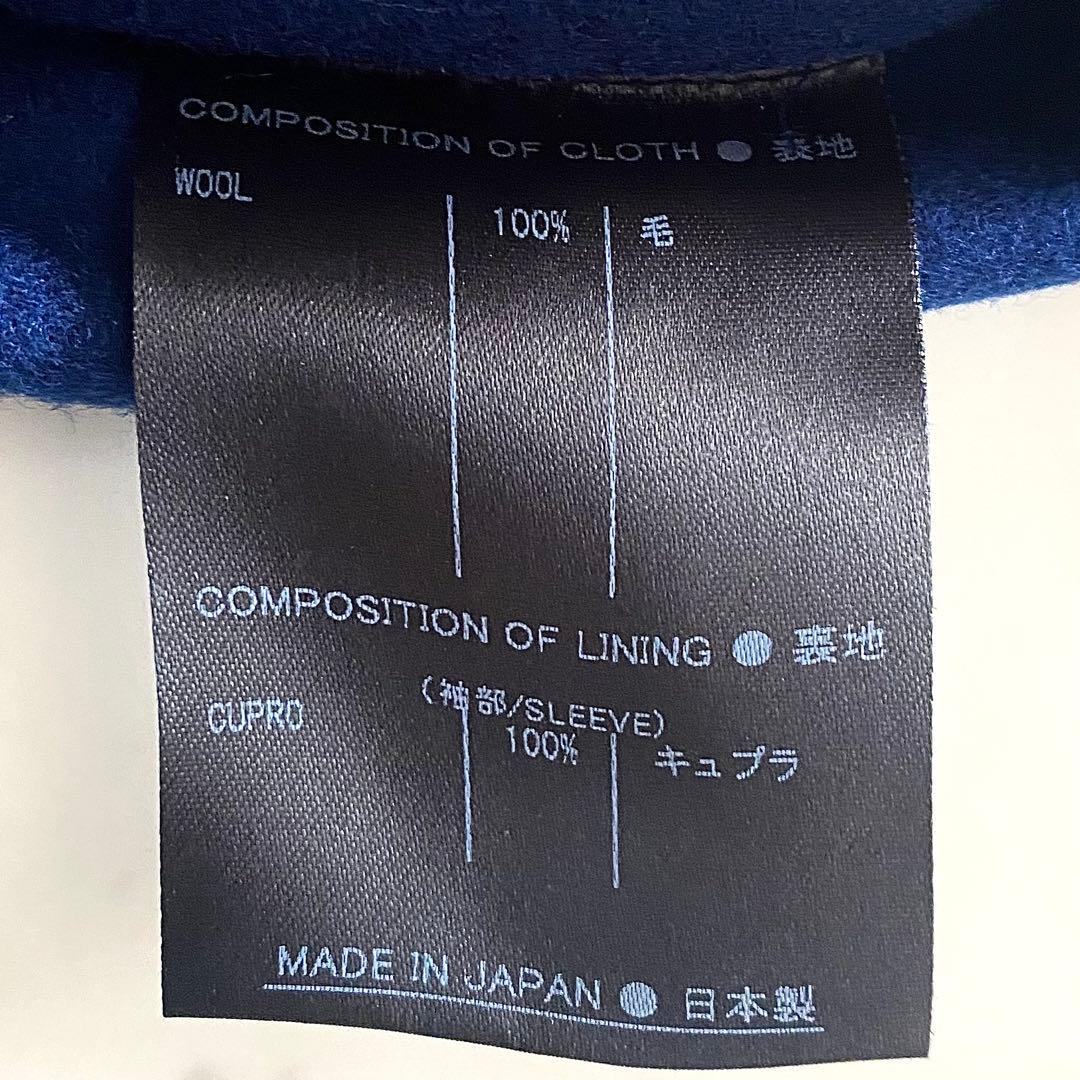 COMPOSITION OF CLOTH ● 表地
WOOL 100% 毛
COMPOSITION OF LINING ● 裏地
(袖部/SLEEVE)
CUPRO 100% キュプラ
MADE IN JAPAN ● 日本製